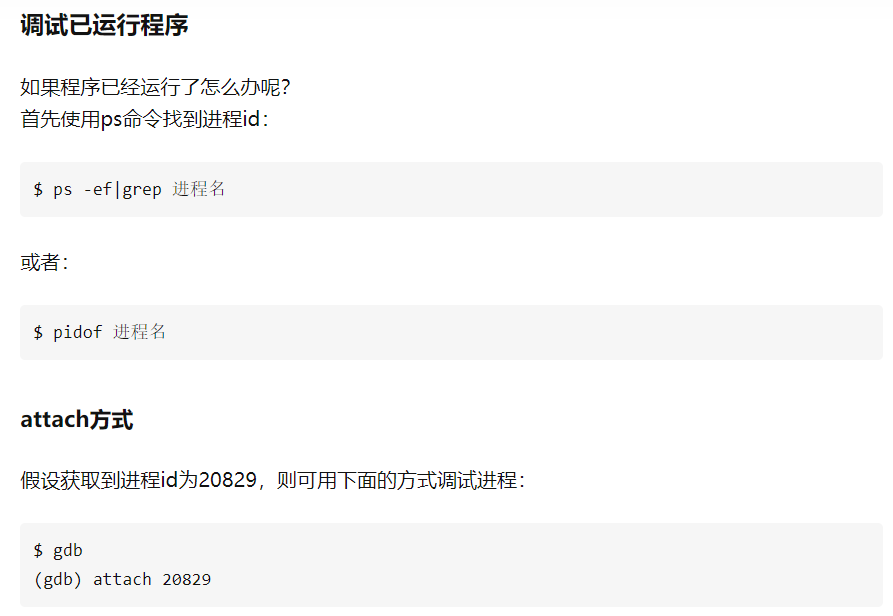 调试已运行程序
如果程序已经运行了怎么办呢？
首先使用ps命令找到进程id：
$ ps -ef|grep 进程名
或者：
$ pidof 进程名
attach方式
假设获取到进程id为20829，则可用下面的方式调试进程：
$ gdb
(gdb) attach 20829